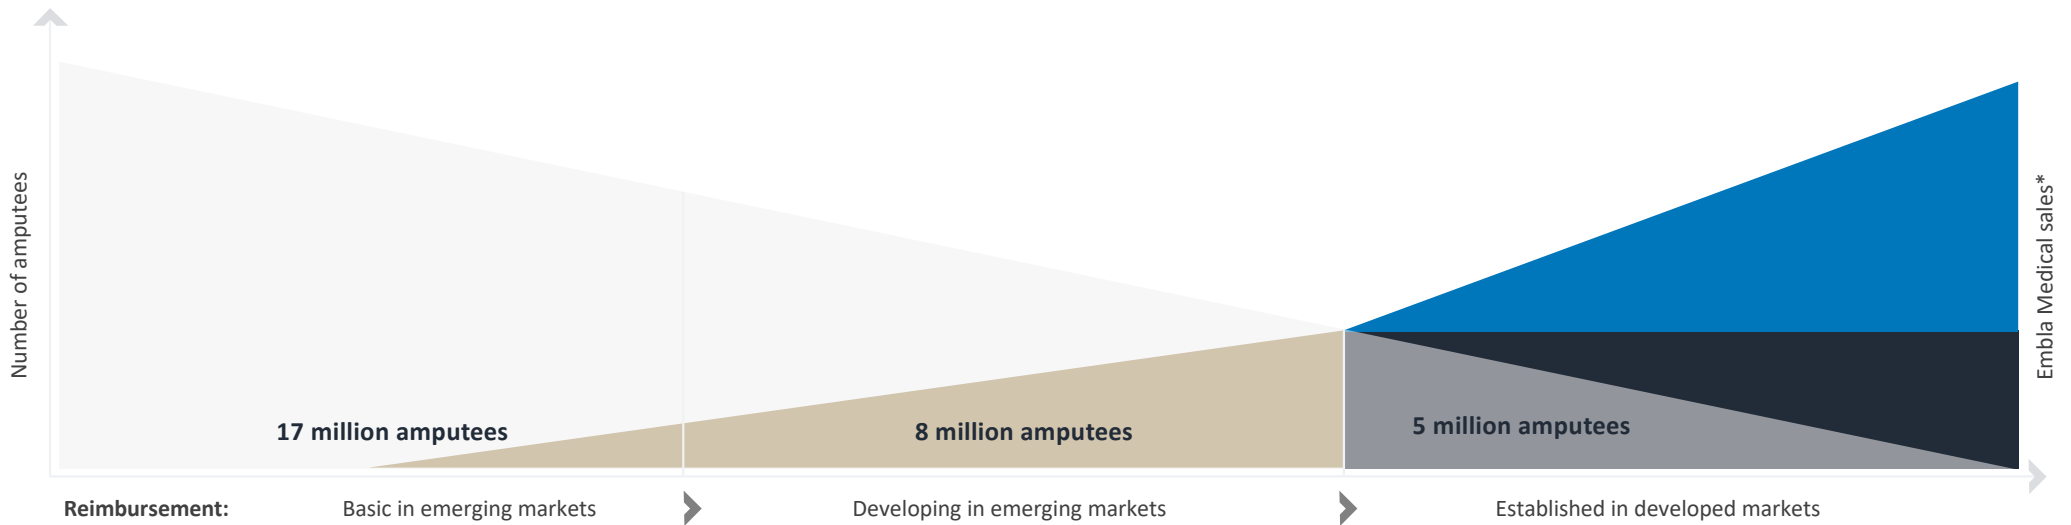 Number of amputees
17 million amputees
8 million amputees
5 million amputees
Embla Medical sales*
Reimbursement:
Basic in emerging markets
Developing in emerging markets
Established in developed markets